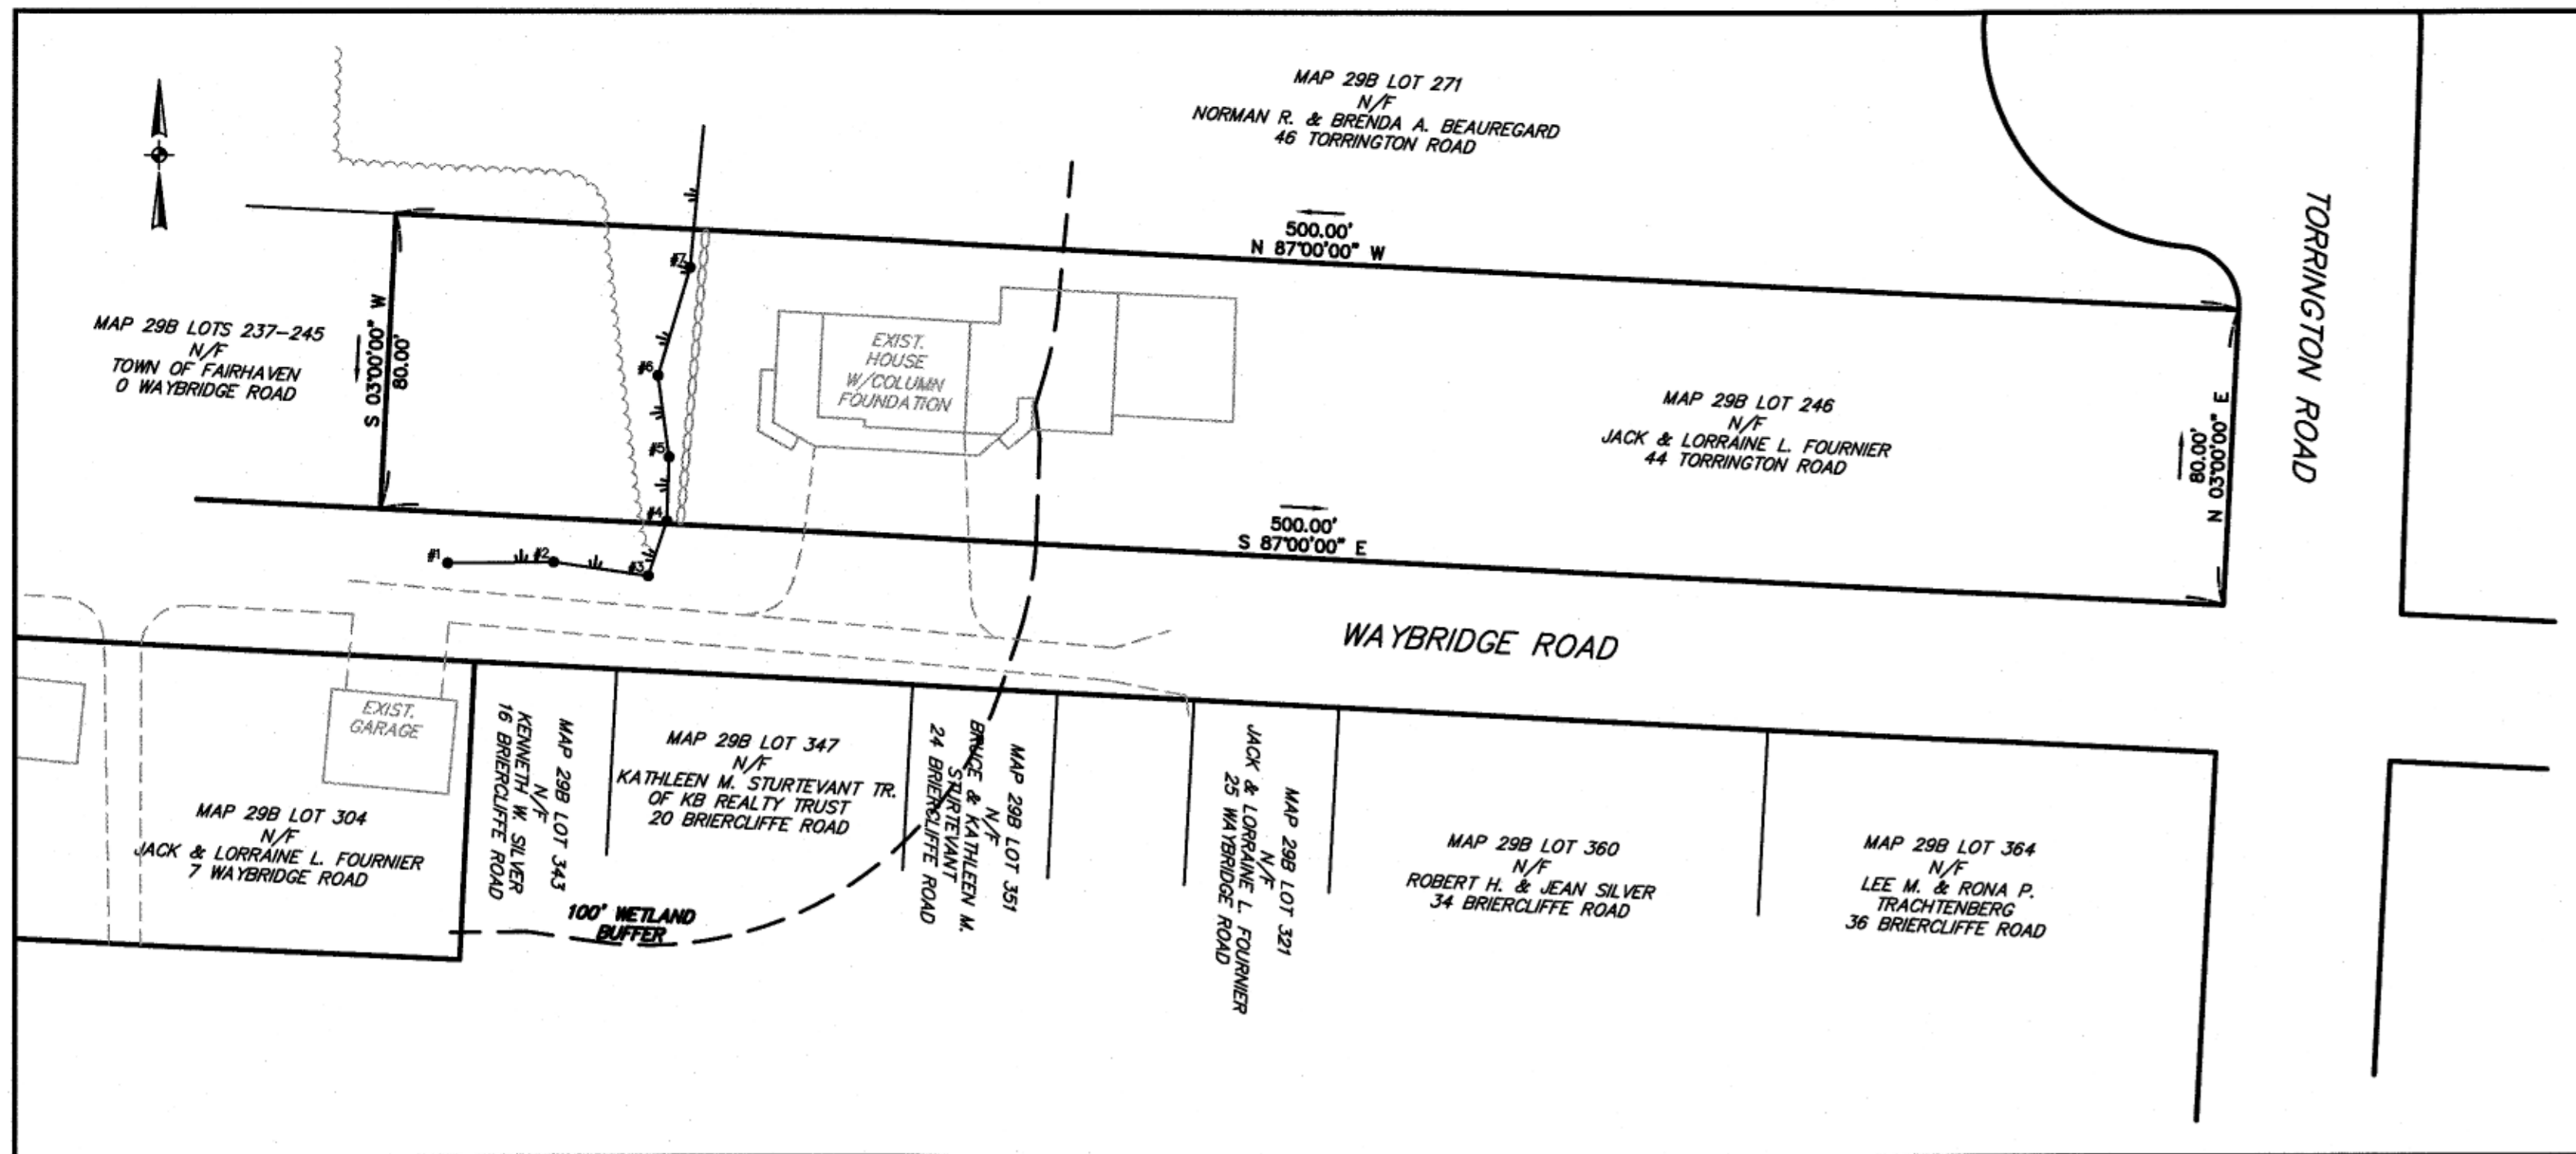 MAP 29B LOT 271
N/F
NORMAN R. & BRENDA A. BEAUREGARD
46 TORRINGTON ROAD
TORRINGTON ROAD
500.00'
N 87°00'00" W
#7
MAP 29B LOTS 237-245
N/F
TOWN OF FAIRHAVEN
0 WAYBRIDGE ROAD
S 03°00'00" W
80.00'
#6
#5
#4
EXIST.
HOUSE
W/COLUMN
FOUNDATION
MAP 29B LOT 246
N/F
JACK & LORRAINE L. FOURNIER
44 TORRINGTON ROAD
80.00'
N 03°00'00" E
500.00'
S 87°00'00" E
#1
#2
#3
WAYBRIDGE ROAD
EXIST.
GARAGE
MAP 29B LOT 304
N/F
JACK & LORRAINE L. FOURNIER
7 WAYBRIDGE ROAD
MAP 29B LOT 343
N/F
KENNETH W. SILVER
16 BRIERCLIFFE ROAD
MAP 29B LOT 347
N/F
KATHLEEN M. STURTEVANT TR.
OF KB REALTY TRUST
20 BRIERCLIFFE ROAD
MAP 29B LOT 351
N/F
BRUCE & KATHLEEN M.
STURTEVANT
24 BRIERCLIFFE ROAD
MAP 29B LOT 321
N/F
JACK & LORRAINE L. FOURNIER
25 WAYBRIDGE ROAD
MAP 29B LOT 360
N/F
ROBERT H. & JEAN SILVER
34 BRIERCLIFFE ROAD
MAP 29B LOT 364
N/F
LEE M. & RONA P.
TRACHTENBERG
36 BRIERCLIFFE ROAD
100' WETLAND
BUFFER